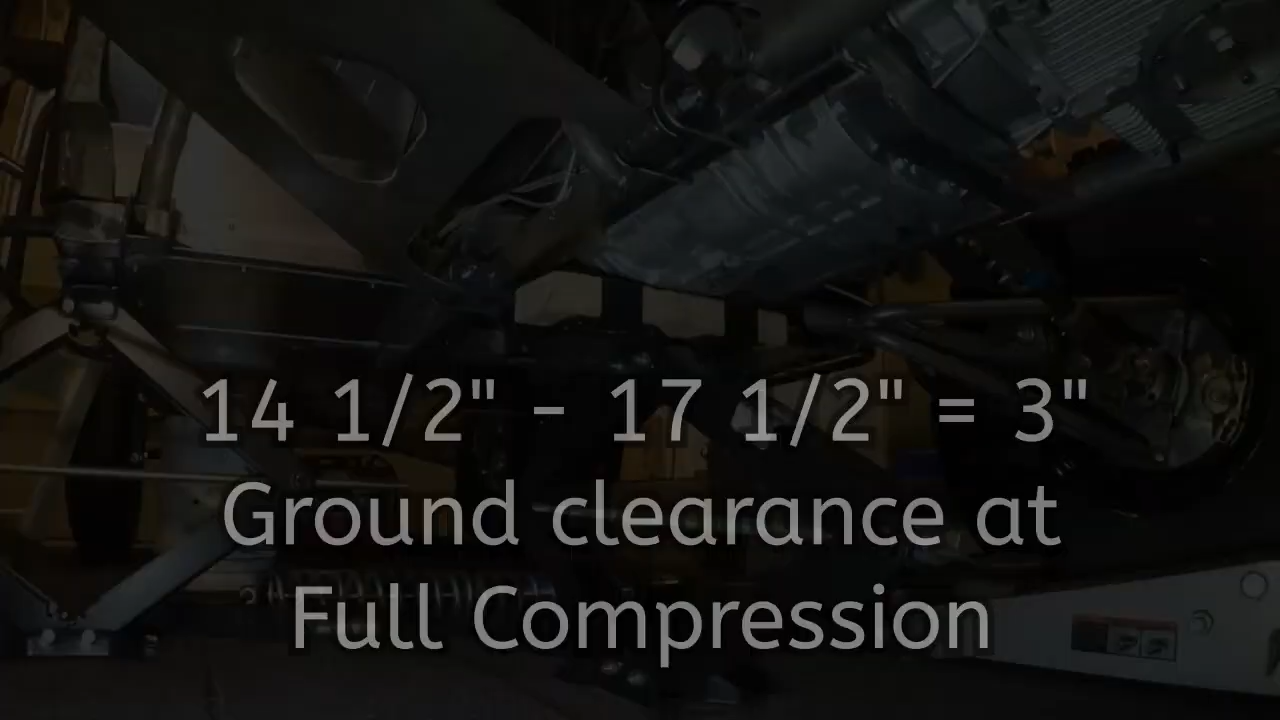 14 1/2" - 17 1/2" = 3"
Ground clearance at
Full Compression